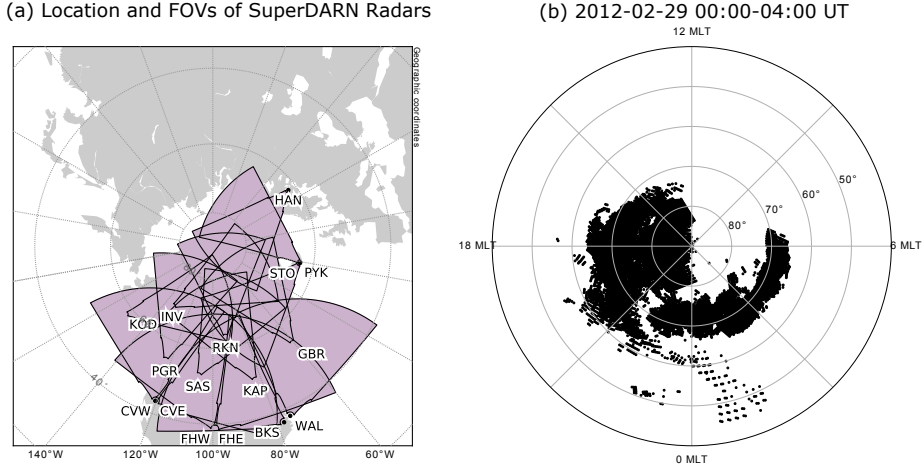 (a) Location and FOVs of SuperDARN Radars
(b) 2012-02-29 00:00-04:00 UT
Geographic coordinates
12 MLT
HAN
50°
60°
70°
80°
18 MLT
6 MLT
STO
PYK
INV
KOD
RKN
GBR
PGR
SAS
KAP
40°
CVW
CVE
WAL
BKS
FHW
FHE
140°W
120°W
100°W
80°W
60°W
0 MLT